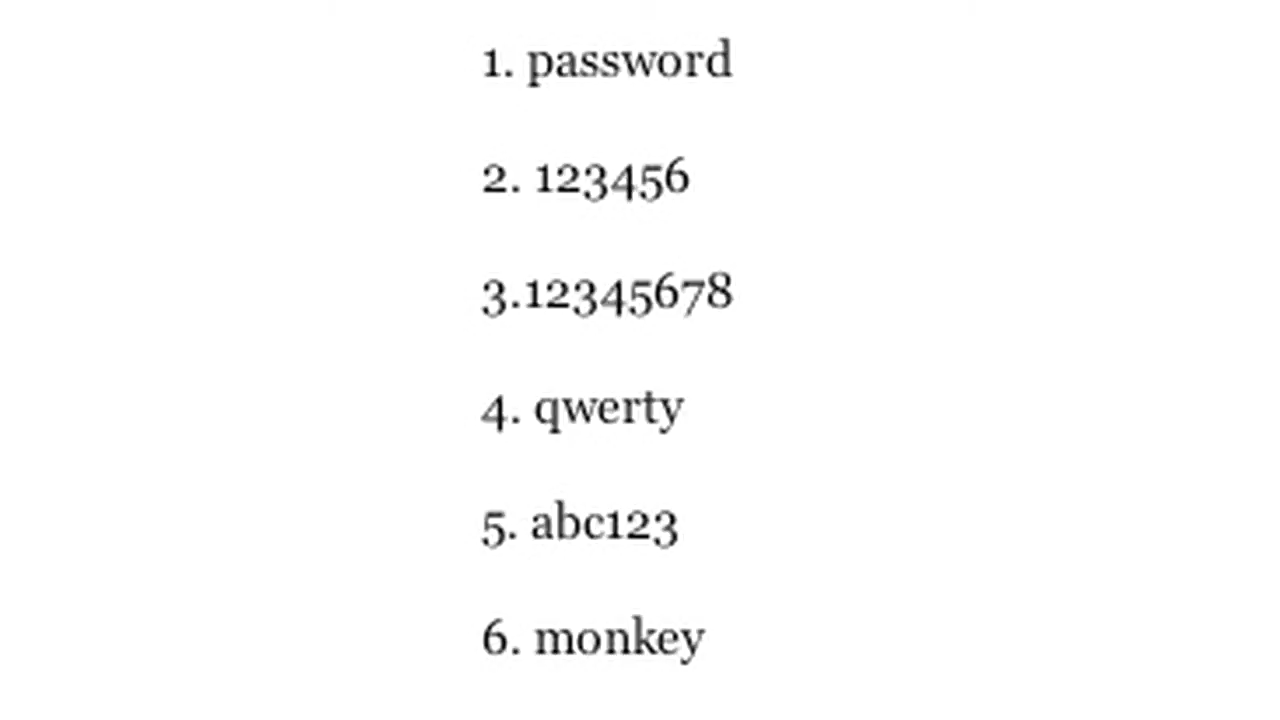 1. password
2. 123456
3.12345678
4. qwerty
5. abc123
6. monkey